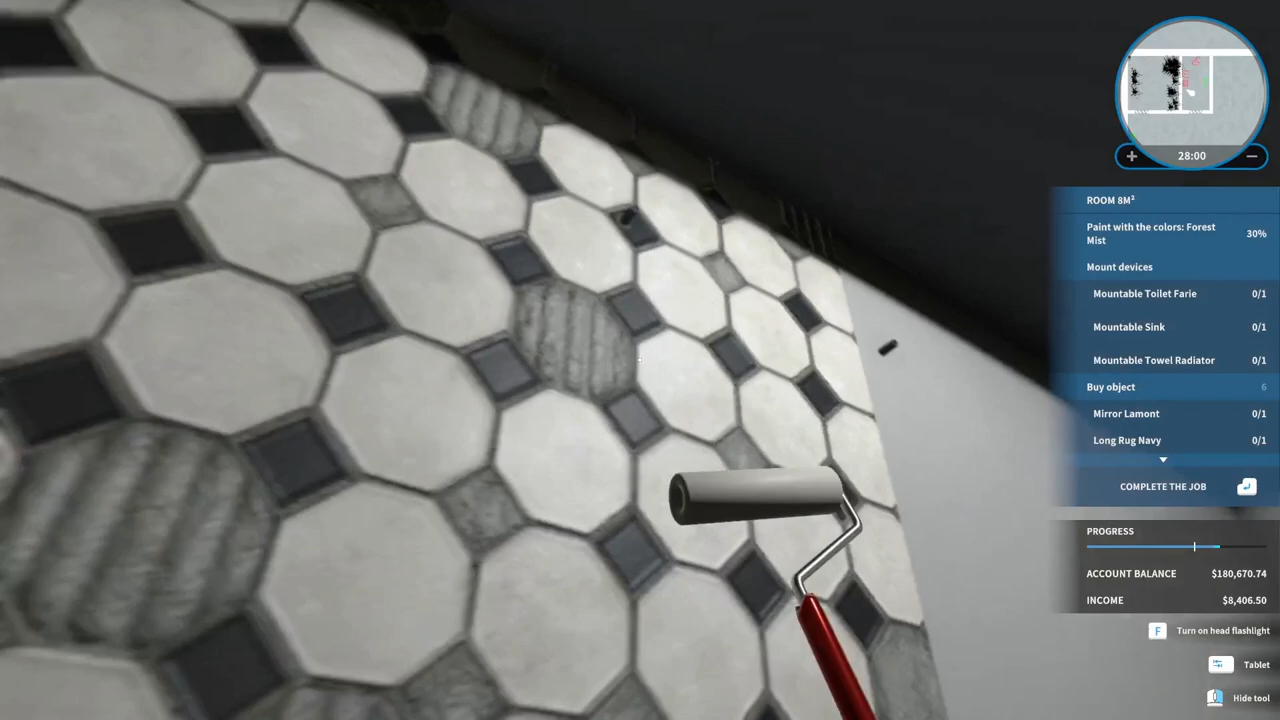 + 28:00 −
ROOM 8M²
Paint with the colors: Forest 30%
Mist
Mount devices
Mountable Toilet Farie 0/1
Mountable Sink 0/1
Mountable Towel Radiator 0/1
Buy object 6
Mirror Lamont 0/1
Long Rug Navy 0/1
COMPLETE THE JOB
PROGRESS
ACCOUNT BALANCE $180,670.74
INCOME $8,406.50
F Turn on head flashlight
Tablet
Hide tool